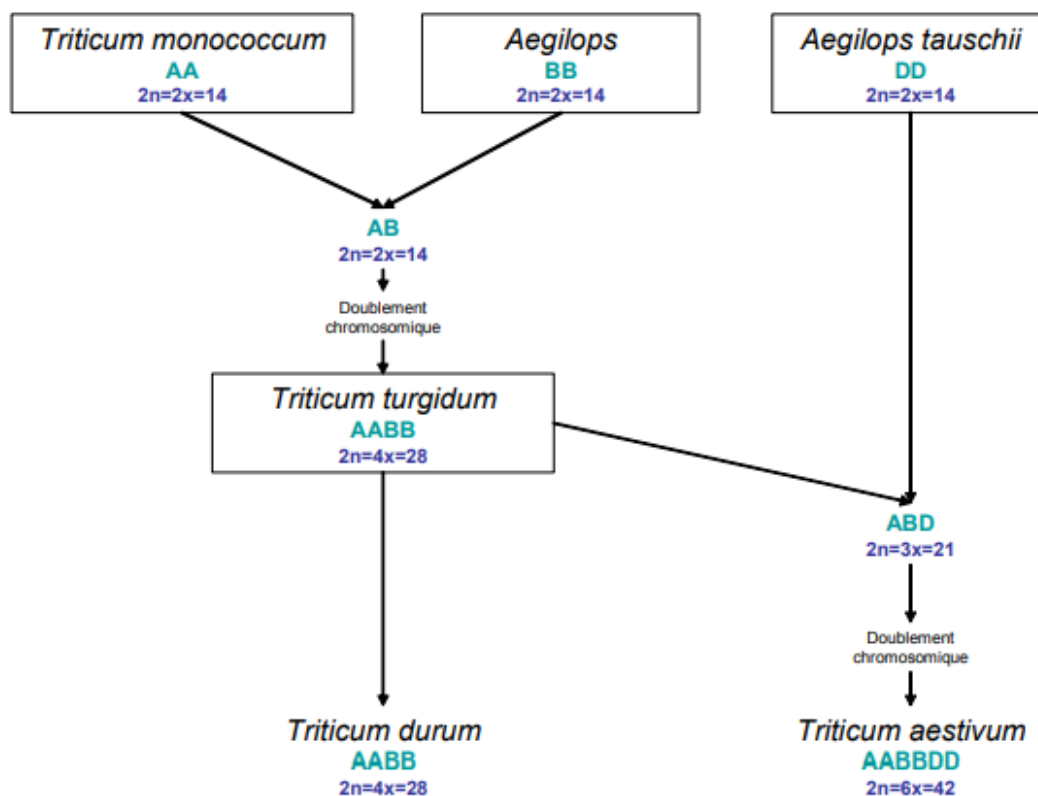 Triticum monococcum
AA
2n=2x=14
Aegilops
BB
2n=2x=14
Aegilops tauschii
DD
2n=2x=14
AB
2n=2x=14
Doublement
chromosomique
Triticum turgidum
AABB
2n=4x=28
ABD
2n=3x=21
Doublement
chromosomique
Triticum durum
AABB
2n=4x=28
Triticum aestivum
AABBDD
2n=6x=42